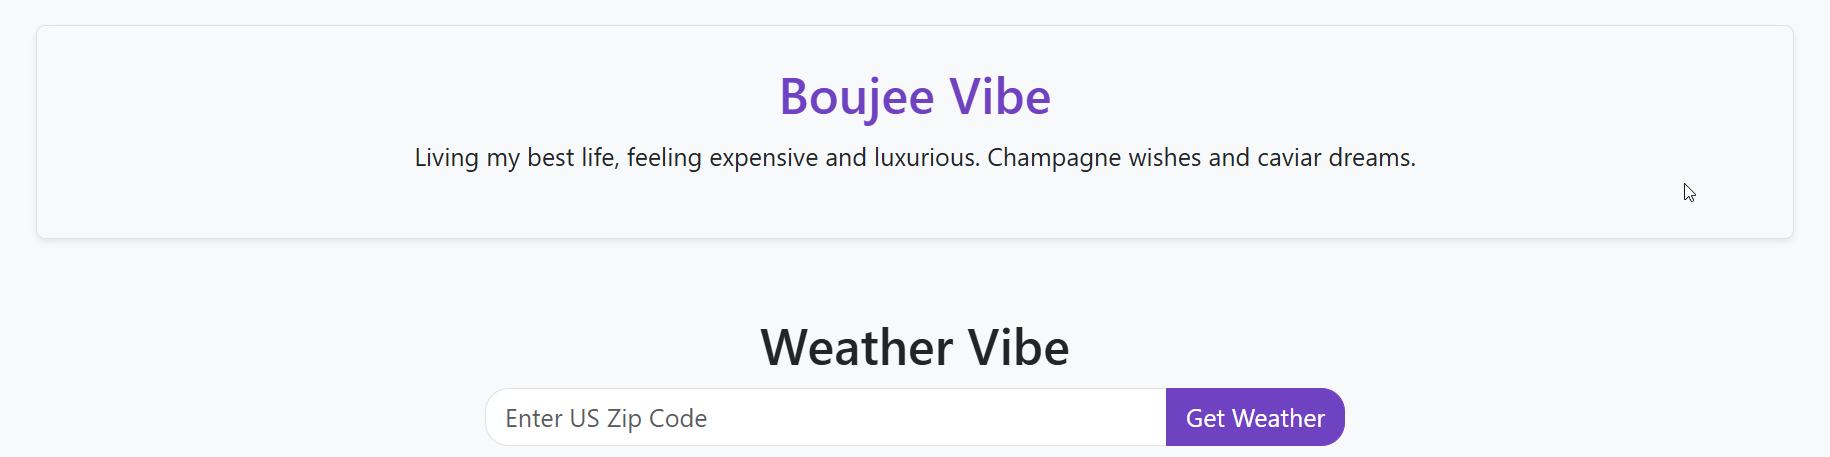 Boujee Vibe
Living my best life, feeling expensive and luxurious. Champagne wishes and caviar dreams.
Weather Vibe
Enter US Zip Code
Get Weather